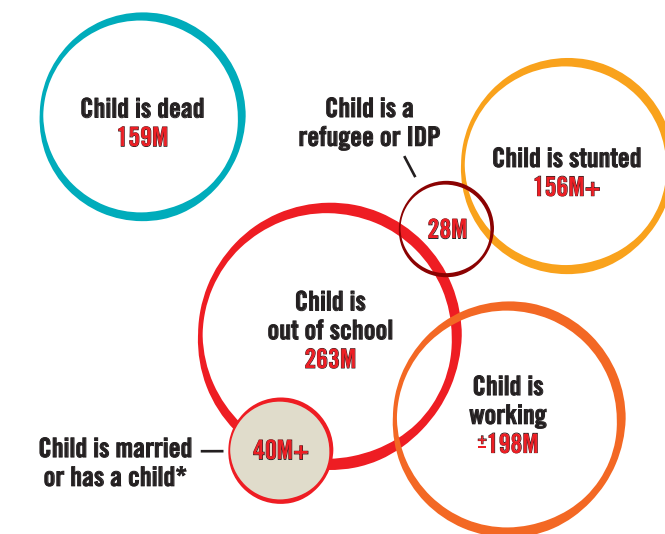 Child is dead
159M
Child is a
refugee or IDP
Child is stunted
156M+
28M
Child is
out of school
263M
Child is
working
±198M
Child is married
or has a child*
40M+